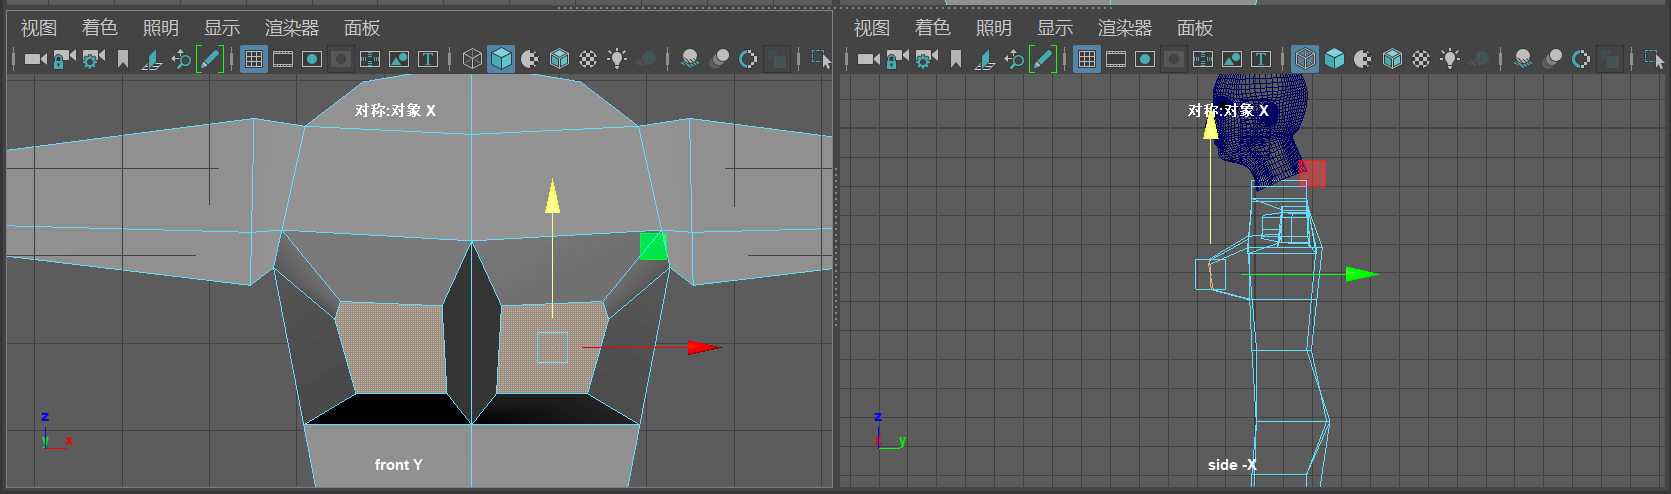 视图 着色 照明 显示 渲染器 面板
视图 着色 照明 显示 渲染器 面板
对称:对象 X
对称:对象 X
z
y x
front Y
z
x y
side -X